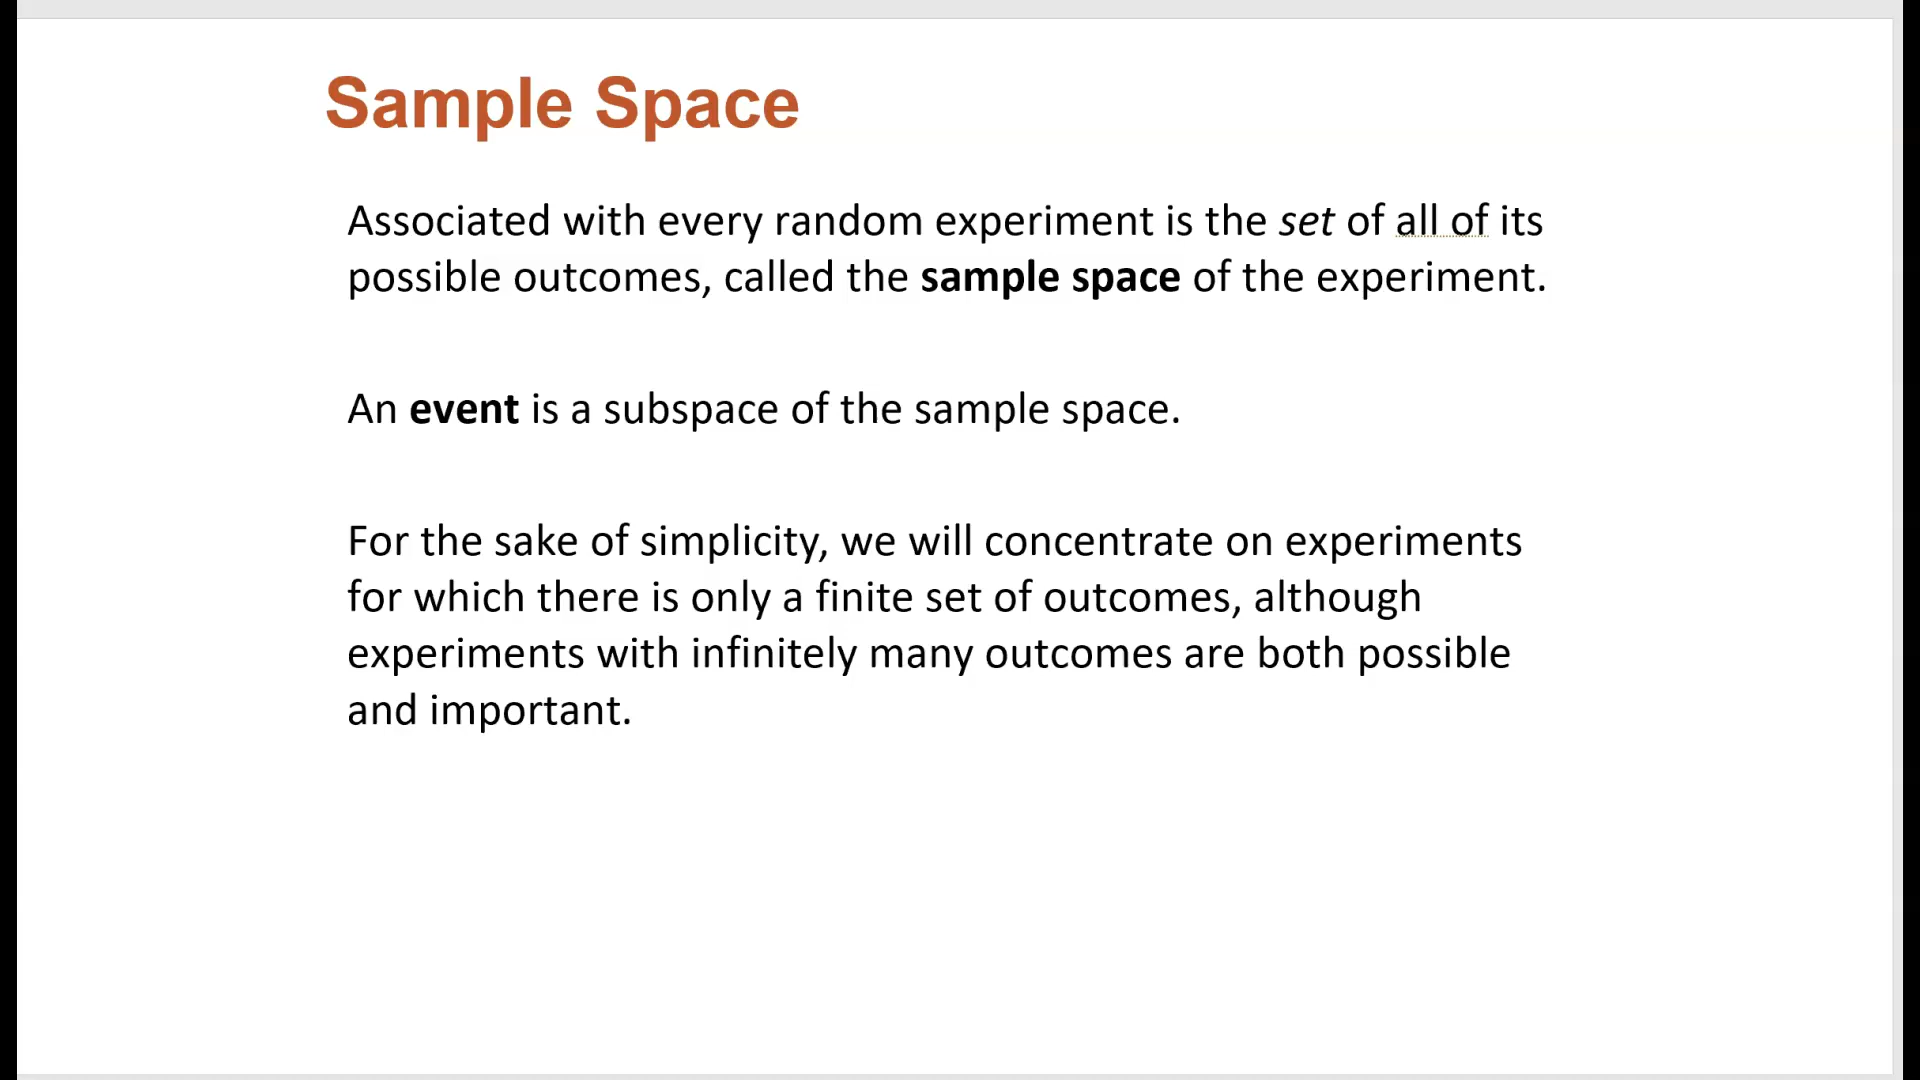 Sample Space
Associated with every random experiment is the set of all of its
possible outcomes, called the sample space of the experiment.
An event is a subspace of the sample space.
For the sake of simplicity, we will concentrate on experiments
for which there is only a finite set of outcomes, although
experiments with infinitely many outcomes are both possible
and important.